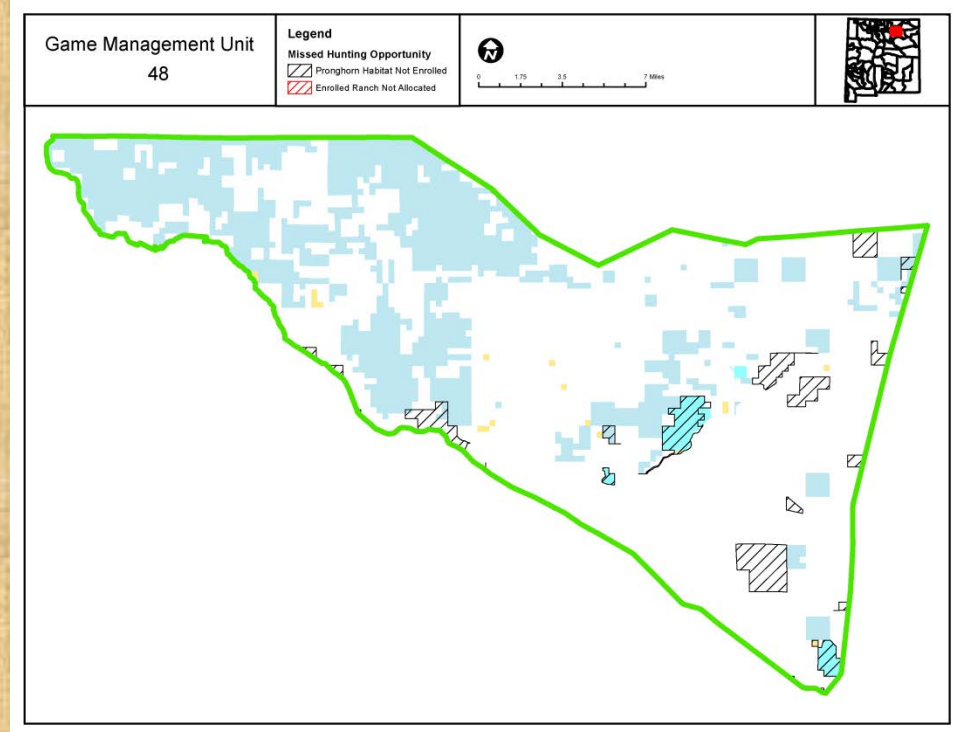 Game Management Unit
48
Legend
Missed Hunting Opportunity
Pronghorn Habitat Not Enrolled
Enrolled Ranch Not Allocated
N
0 1.75 3.5 7 Miles